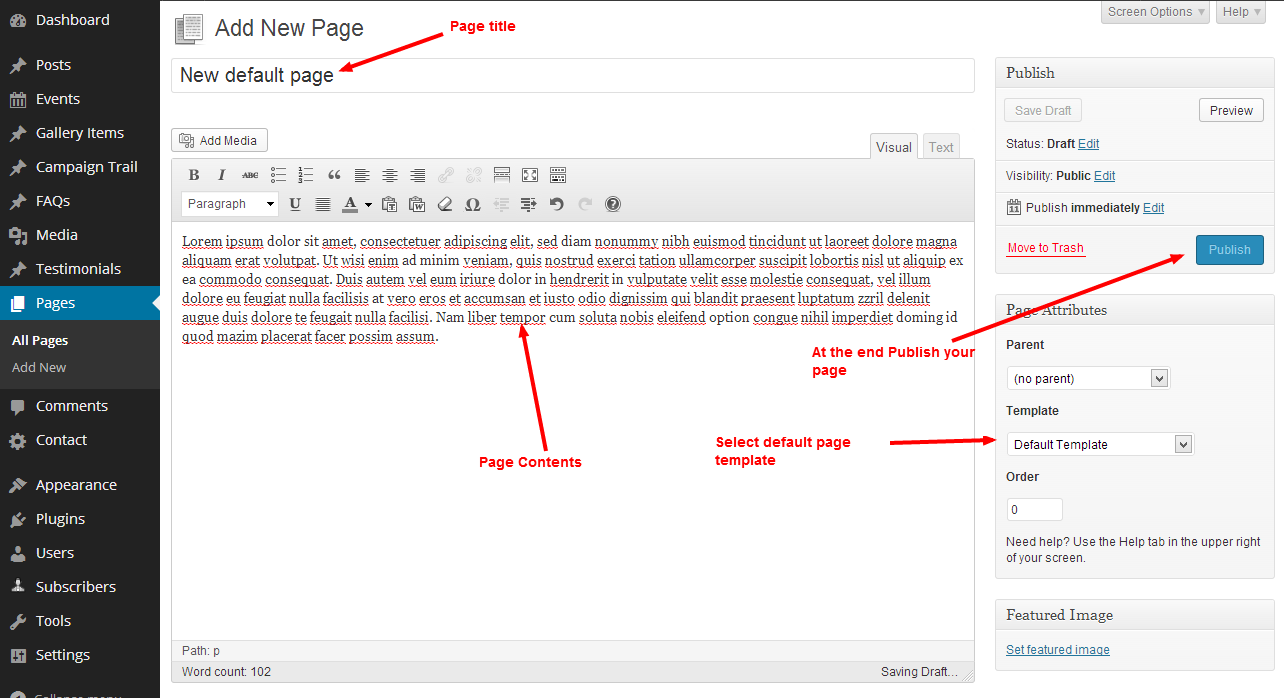 Dashboard
Posts
Events
Gallery Items
Campaign Trail
FAQs
Media
Testimonials
Pages
All Pages
Add New
Comments
Contact
Appearance
Plugins
Users
Subscribers
Tools
Settings
Collapse menu
Screen Options
Help
Add New Page
Page title
New default page
Add Media
Visual
Text
B I ABC
Paragraph
U A Ω
Lorem ipsum dolor sit amet, consectetuer adipiscing elit, sed diam nonummy nibh euismod tincidunt ut laoreet dolore magna
aliquam erat volutpat. Ut wisi enim ad minim veniam, quis nostrud exerci tation ullamcorper suscipit lobortis nisl ut aliquip ex
ea commodo consequat. Duis autem vel eum iriure dolor in hendrerit in vulputate velit esse molestie consequat, vel illum
dolore eu feugiat nulla facilisis at vero eros et accumsan et iusto odio dignissim qui blandit praesent luptatum zzril delenit
augue duis dolore te feugait nulla facilisi. Nam liber tempor cum soluta nobis eleifend option congue nihil imperdiet doming id
quod mazim placerat facer possim assum.
Page Contents
At the end Publish your
page
Select default page
template
Path: p
Word count: 102
Saving Draft...
Publish
Save Draft
Preview
Status: Draft Edit
Visibility: Public Edit
11 Publish immediately Edit
Move to Trash
Publish
Page Attributes
Parent
(no parent)
Template
Default Template
Order
0
Need help? Use the Help tab in the upper right
of your screen.
Featured Image
Set featured image